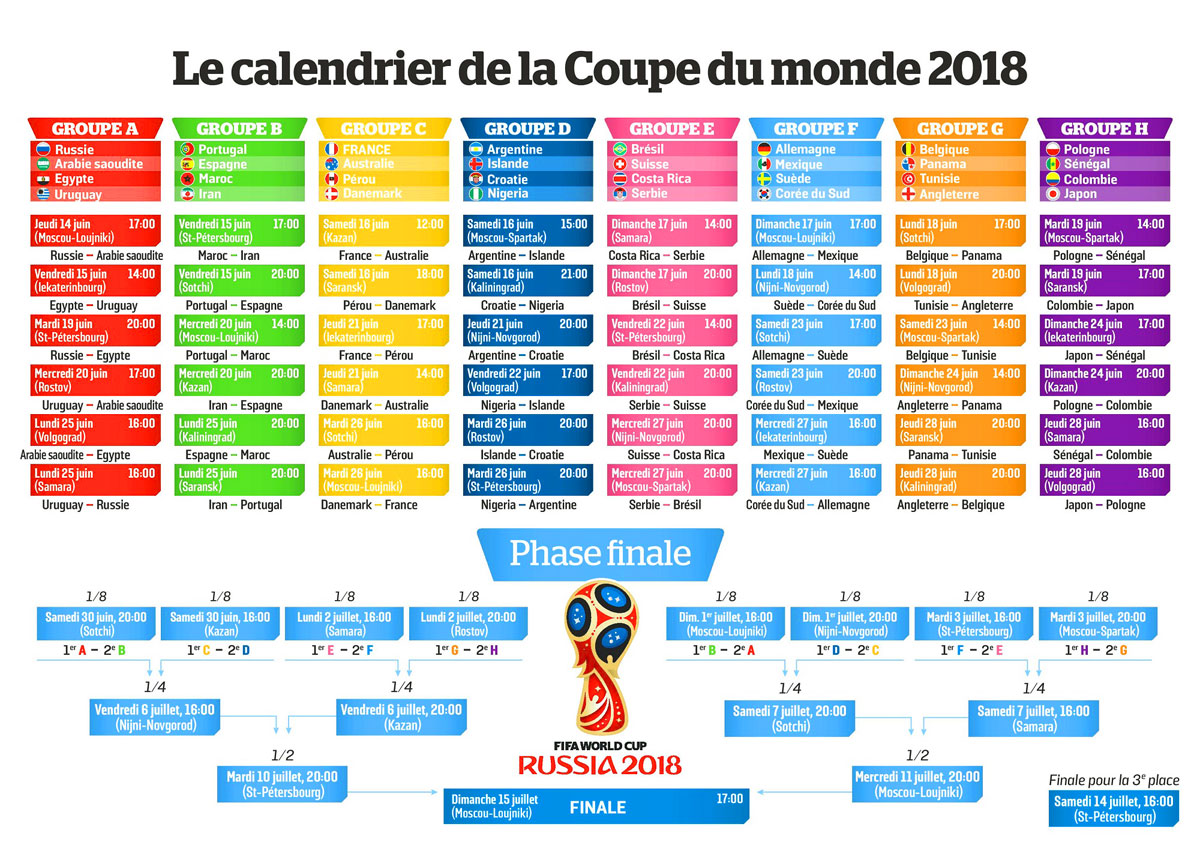 Le calendrier de la Coupe du monde 2018
GROUPE A
Russie
Arabie saoudite
Egypte
Uruguay
Jeudi 14 juin 17:00
(Moscou-Loujniki)
Russie – Arabie saoudite
Vendredi 15 juin 14:00
(Iekaterinbourg)
Egypte – Uruguay
Mardi 19 juin 20:00
(St-Pétersbourg)
Russie – Egypte
Mercredi 20 juin 17:00
(Rostov)
Uruguay – Arabie saoudite
Lundi 25 juin 16:00
(Volgograd)
Arabie saoudite – Egypte
Lundi 25 juin 16:00
(Samara)
Uruguay – Russie
GROUPE B
Portugal
Espagne
Maroc
Iran
Vendredi 15 juin 17:00
(St-Pétersbourg)
Maroc – Iran
Vendredi 15 juin 20:00
(Sotchi)
Portugal – Espagne
Mercredi 20 juin 14:00
(Moscou-Loujniki)
Portugal – Maroc
Mercredi 20 juin 20:00
(Kazan)
Iran – Espagne
Lundi 25 juin 20:00
(Kaliningrad)
Espagne – Maroc
Lundi 25 juin 20:00
(Saransk)
Iran – Portugal
GROUPE C
FRANCE
Australie
Pérou
Danemark
Samedi 16 juin 12:00
(Kazan)
France – Australie
Samedi 16 juin 18:00
(Saransk)
Pérou – Danemark
Jeudi 21 juin 17:00
(Iekaterinbourg)
France – Pérou
Jeudi 21 juin 14:00
(Samara)
Danemark – Australie
Mardi 26 juin 16:00
(Sotchi)
Australie – Pérou
Mardi 26 juin 16:00
(Moscou-Loujniki)
Danemark – France
GROUPE D
Argentine
Islande
Croatie
Nigeria
Samedi 16 juin 15:00
(Moscou-Spartak)
Argentine – Islande
Samedi 16 juin 21:00
(Kaliningrad)
Croatie – Nigeria
Jeudi 21 juin 20:00
(Nijni-Novgorod)
Argentine – Croatie
Vendredi 22 juin 17:00
(Volgograd)
Nigeria – Islande
Mardi 26 juin 20:00
(Rostov)
Islande – Croatie
Mardi 26 juin 20:00
(St-Pétersbourg)
Nigeria – Argentine
GROUPE E
Brésil
Suisse
Costa Rica
Serbie
Dimanche 17 juin 14:00
(Samara)
Costa Rica – Serbie
Dimanche 17 juin 20:00
(Rostov)
Brésil – Suisse
Vendredi 22 juin 14:00
(St-Pétersbourg)
Brésil – Costa Rica
Vendredi 22 juin 20:00
(Kaliningrad)
Serbie – Suisse
Mercredi 27 juin 20:00
(Nijni-Novgorod)
Suisse – Costa Rica
Mercredi 27 juin 20:00
(Moscou-Spartak)
Serbie – Brésil
GROUPE F
Allemagne
Mexique
Suède
Corée du Sud
Dimanche 17 juin 17:00
(Moscou-Loujniki)
Allemagne – Mexique
Lundi 18 juin 14:00
(Nijni-Novgorod)
Suède – Corée du Sud
Samedi 23 juin 17:00
(Sotchi)
Allemagne – Suède
Samedi 23 juin 20:00
(Rostov)
Corée du Sud – Mexique
Mercredi 27 juin 16:00
(Iekaterinbourg)
Mexique – Suède
Mercredi 27 juin 16:00
(Kazan)
Corée du Sud – Allemagne
GROUPE G
Belgique
Panama
Tunisie
Angleterre
Lundi 18 juin 17:00
(Sotchi)
Belgique – Panama
Lundi 18 juin 20:00
(Volgograd)
Tunisie – Angleterre
Samedi 23 juin 14:00
(Moscou-Spartak)
Belgique – Tunisie
Dimanche 24 juin 14:00
(Nijni-Novgorod)
Angleterre – Panama
Jeudi 28 juin 20:00
(Saransk)
Panama – Tunisie
Jeudi 28 juin 20:00
(Kaliningrad)
Angleterre – Belgique
GROUPE H
Pologne
Sénégal
Colombie
Japon
Mardi 19 juin 14:00
(Moscou-Spartak)
Pologne – Sénégal
Mardi 19 juin 17:00
(Saransk)
Colombie – Japon
Dimanche 24 juin 17:00
(Iekaterinbourg)
Japon – Sénégal
Dimanche 24 juin 20:00
(Kazan)
Pologne – Colombie
Jeudi 28 juin 16:00
(Samara)
Sénégal – Colombie
Jeudi 28 juin 16:00
(Volgograd)
Japon – Pologne
Phase finale
1/8
Samedi 30 juin, 20:00
(Sotchi)
1er A – 2e B
1/8
Samedi 30 juin, 16:00
(Kazan)
1er C – 2e D
1/8
Lundi 2 juillet, 16:00
(Samara)
1er E – 2e F
1/8
Lundi 2 juillet, 20:00
(Rostov)
1er G – 2e H
1/8
Dim. 1er juillet, 16:00
(Moscou-Loujniki)
1er B – 2e A
1/8
Dim. 1er juillet, 20:00
(Nijni-Novgorod)
1er D – 2e C
1/8
Mardi 3 juillet, 16:00
(St-Pétersbourg)
1er F – 2e E
1/8
Mardi 3 juillet, 20:00
(Moscou-Spartak)
1er H – 2e G
1/4
Vendredi 6 juillet, 16:00
(Nijni-Novgorod)
1/4
Vendredi 6 juillet, 20:00
(Kazan)
1/4
Samedi 7 juillet, 20:00
(Sotchi)
1/4
Samedi 7 juillet, 16:00
(Samara)
1/2
Mardi 10 juillet, 20:00
(St-Pétersbourg)
FIFA WORLD CUP
RUSSIA 2018
1/2
Mercredi 11 juillet, 20:00
(Moscou-Loujniki)
Dimanche 15 juillet
(Moscou-Loujniki)
FINALE
17:00
Finale pour la 3e place
Samedi 14 juillet, 16:00
(St-Pétersbourg)